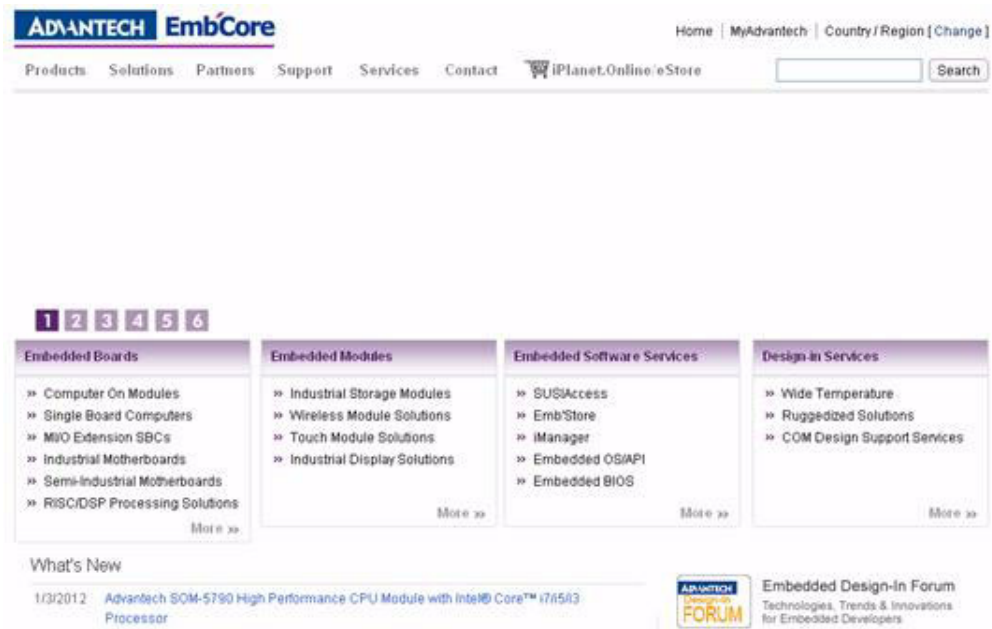 ADVANTECH EmbCore
Home | MyAdvantech | Country / Region [ Change ]
Products Solutions Partners Support Services Contact iPlanet.Online/eStore Search
1 2 3 4 5 6
Embedded Boards
» Computer On Modules
» Single Board Computers
» MI/O Extension SBCs
» Industrial Motherboards
» Semi-Industrial Motherboards
» RISC/DSP Processing Solutions
More »
Embedded Modules
» Industrial Storage Modules
» Wireless Module Solutions
» Touch Module Solutions
» Industrial Display Solutions
More »
Embedded Software Services
» SUSIAccess
» Emb'Store
» iManager
» Embedded OS/API
» Embedded BIOS
More »
Design-in Services
» Wide Temperature
» Ruggedized Solutions
» COM Design Support Services
More »
What's New
1/3/2012 Advantech SOM-5790 High Performance CPU Module with Intel® Core™ i7/i5/i3
Processor
ADVANTECH
Design-in
FORUM
Embedded Design-In Forum
Technologies, Trends & Innovations
for Embedded Developers